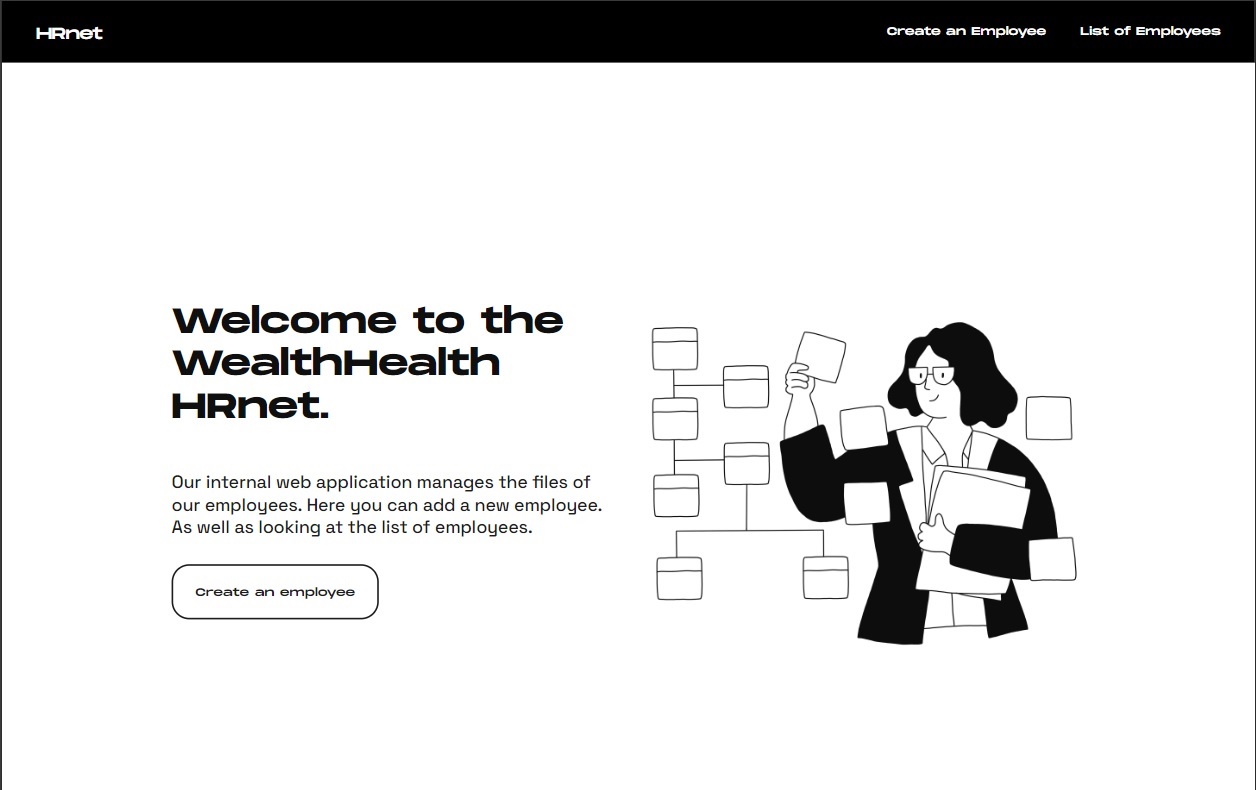 HRnet
Create an Employee
List of Employees
Welcome to the
WealthHealth
HRnet.
Our internal web application manages the files of
our employees. Here you can add a new employee.
As well as looking at the list of employees.
Create an employee